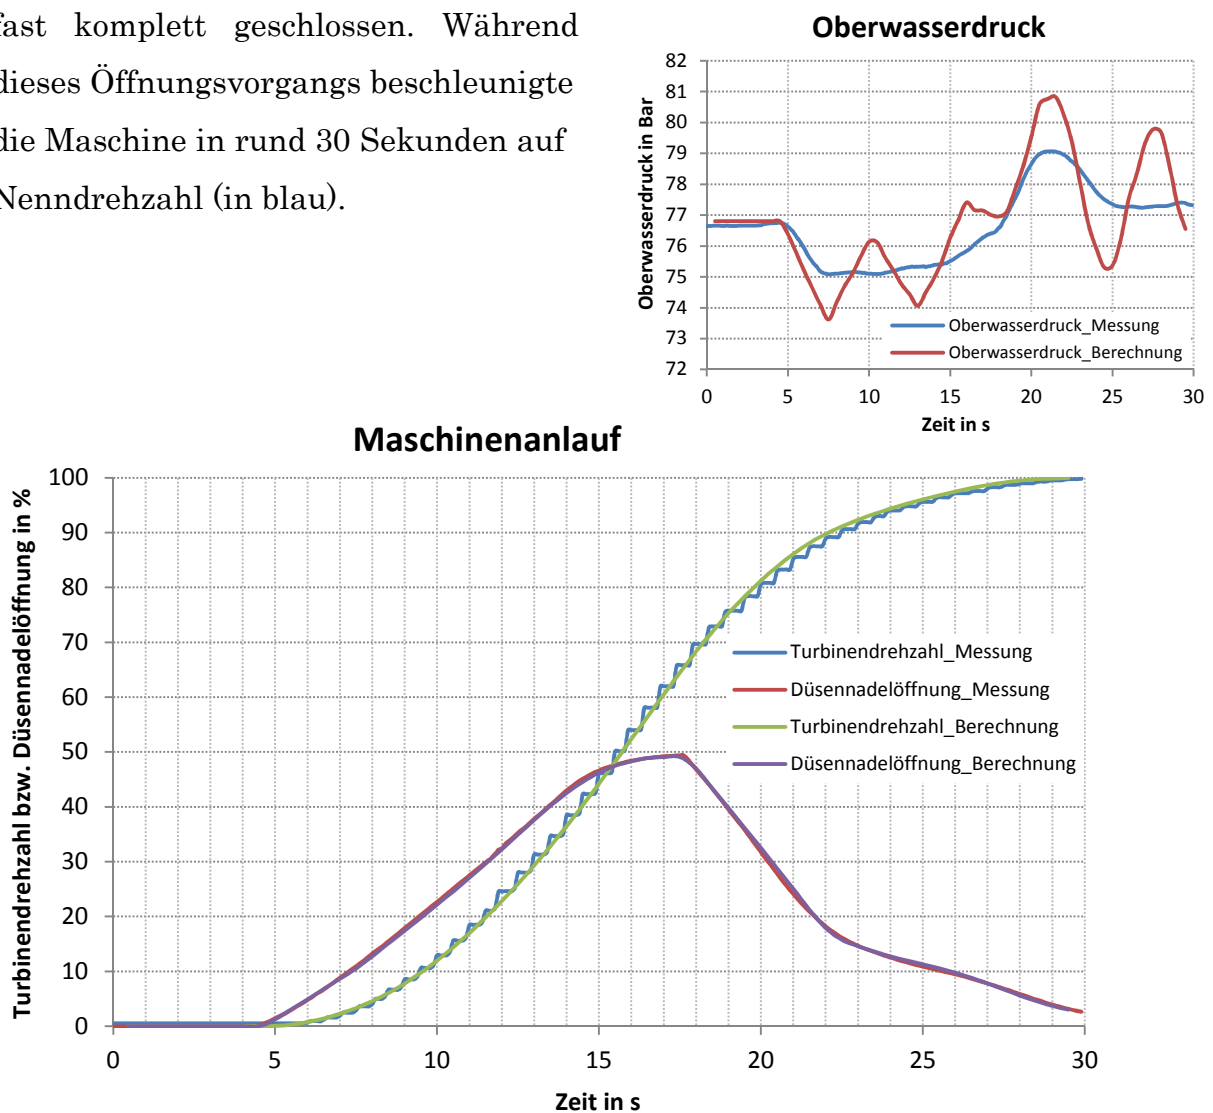 fast komplett geschlossen. Während
dieses Öffnungsvorgangs beschleunigte
die Maschine in rund 30 Sekunden auf
Nenndrehzahl (in blau).
Oberwasserdruck
Oberwasserdruck in Bar
82
81
80
79
78
77
76
75
74
73
72
Oberwasserdruck_Messung
Oberwasserdruck_Berechnung
0 5 10 15 20 25 30
Zeit in s
Maschinenanlauf
Turbinendrehzahl bzw. Düsennadelöffnung in %
100
90
80
70
60
50
40
30
20
10
0
Turbinendrehzahl_Messung
Düsennadelöffnung_Messung
Turbinendrehzahl_Berechnung
Düsennadelöffnung_Berechnung
0 5 10 15 20 25 30
Zeit in s